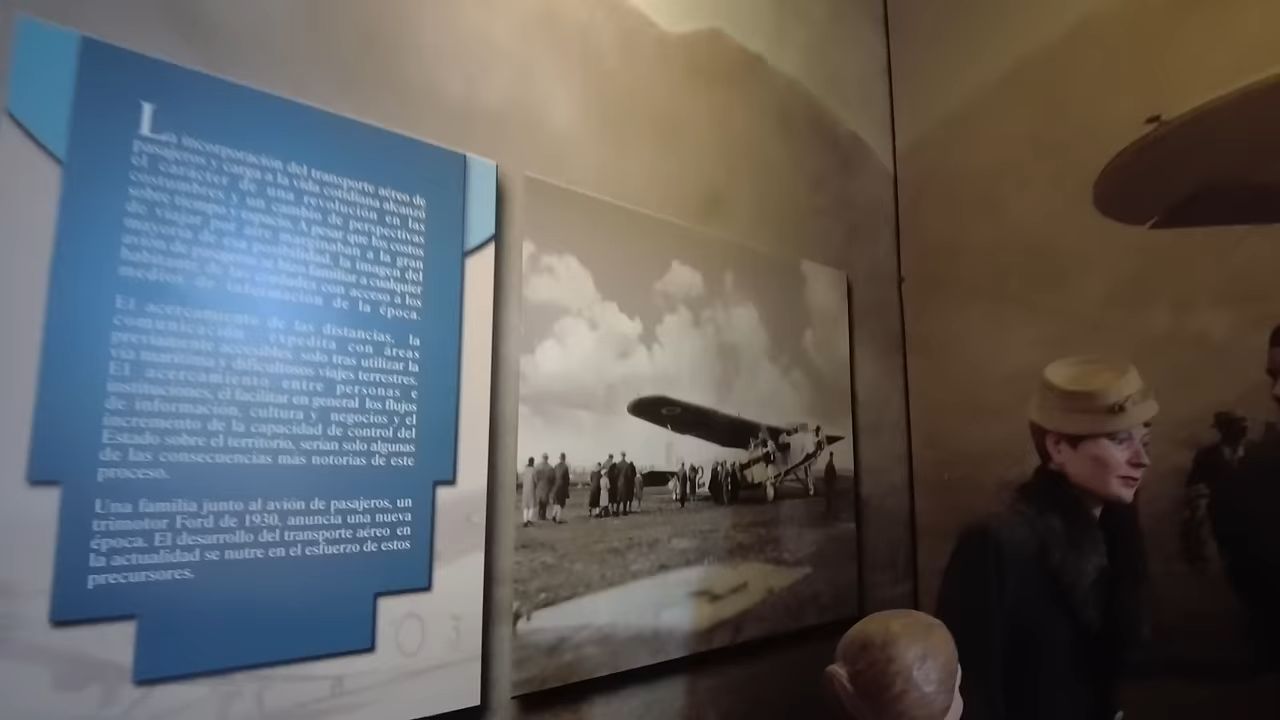 La incorporación del transporte aéreo de
pasajeros y carga a la vida cotidiana alcanzó
el carácter de una revolución en las
costumbres y un cambio de perspectivas
sobre tiempo y espacio. A pesar que los costos
de viajar por aire marginaban a la gran
mayoría de esa posibilidad, la imagen del
avión de pasajeros se hizo familiar a cualquier
habitante de las ciudades con acceso a los
medios de información de la época.
El acercamiento de las distancias, la
comunicación expedita con áreas
previamente accesibles solo tras utilizar la
vía marítima y dificultosos viajes terrestres.
El acercamiento entre personas e
instituciones, el facilitar en general los flujos
de información, cultura y negocios y el
incremento de la capacidad de control del
Estado sobre el territorio, serían solo algunas
de las consecuencias mas notorias de este
proceso.
Una familia junto al avión de pasajeros, un
trimotor Ford de 1930, anuncia una nueva
época. El desarrollo del transporte aéreo en
la actualidad se nutre en el esfuerzo de estos
precursores.